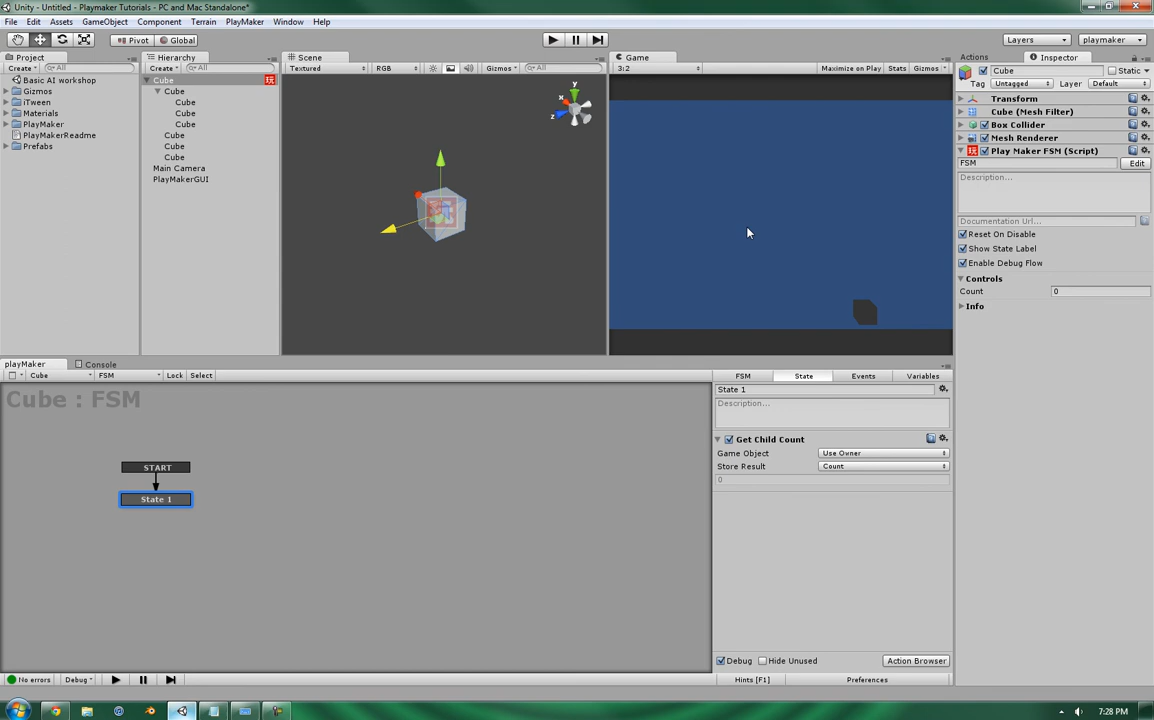 Unity - Untitled - Playmaker Tutorials - PC and Mac Standalone*
File Edit Assets GameObject Component Terrain PlayMaker Window Help
Pivot Global Layers playmaker
Project Hierarchy Scene Game Actions Inspector
Create All Create All Textured RGB Gizmos All 3:2 Maximize on Play Stats Gizmos
Basic AI workshop
Gizmos
iTween
Materials
PlayMaker
PlayMakerReadme
Prefabs
Cube 玩
Cube
Cube
Cube
Cube
Cube
Cube
Cube
Main Camera
PlayMakerGUI
y
x
z
Cube Static
Tag Untagged Layer Default
Transform
Cube (Mesh Filter)
Box Collider
Mesh Renderer
玩 Play Maker FSM (Script)
FSM Edit
Description...
Documentation Url...
Reset On Disable
Show State Label
Enable Debug Flow
Controls
Count 0
Info
playMaker Console
Cube FSM Lock Select
Cube : FSM
START
State 1
FSM State Events Variables
State 1
Description...
Get Child Count
Game Object Use Owner
Store Result Count
0
Debug Hide Unused Action Browser
No errors Debug Hints [F1] Preferences
7:28 PM